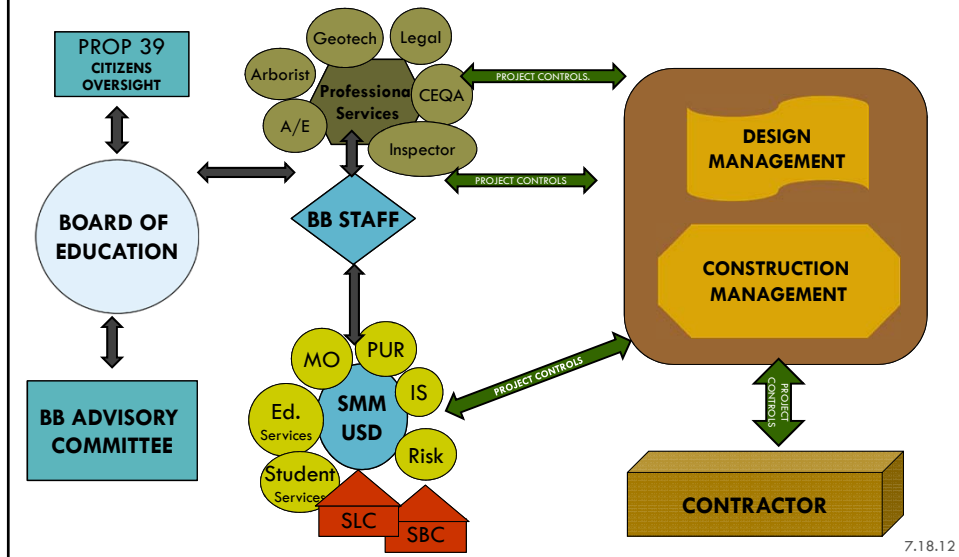 PROP 39
CITIZENS
OVERSIGHT
BOARD OF
EDUCATION
BB ADVISORY
COMMITTEE
Geotech
Legal
Arborist
Professional
Services
CEQA
A/E
Inspector
BB STAFF
MO
PUR
IS
Ed.
Services
SMM
USD
Risk
Student
Services
SLC
SBC
PROJECT CONTROLS.
PROJECT CONTROLS
PROJECT CONTROLS
DESIGN
MANAGEMENT
CONSTRUCTION
MANAGEMENT
PROJECT
CONTROLS
CONTRACTOR
7.18.12